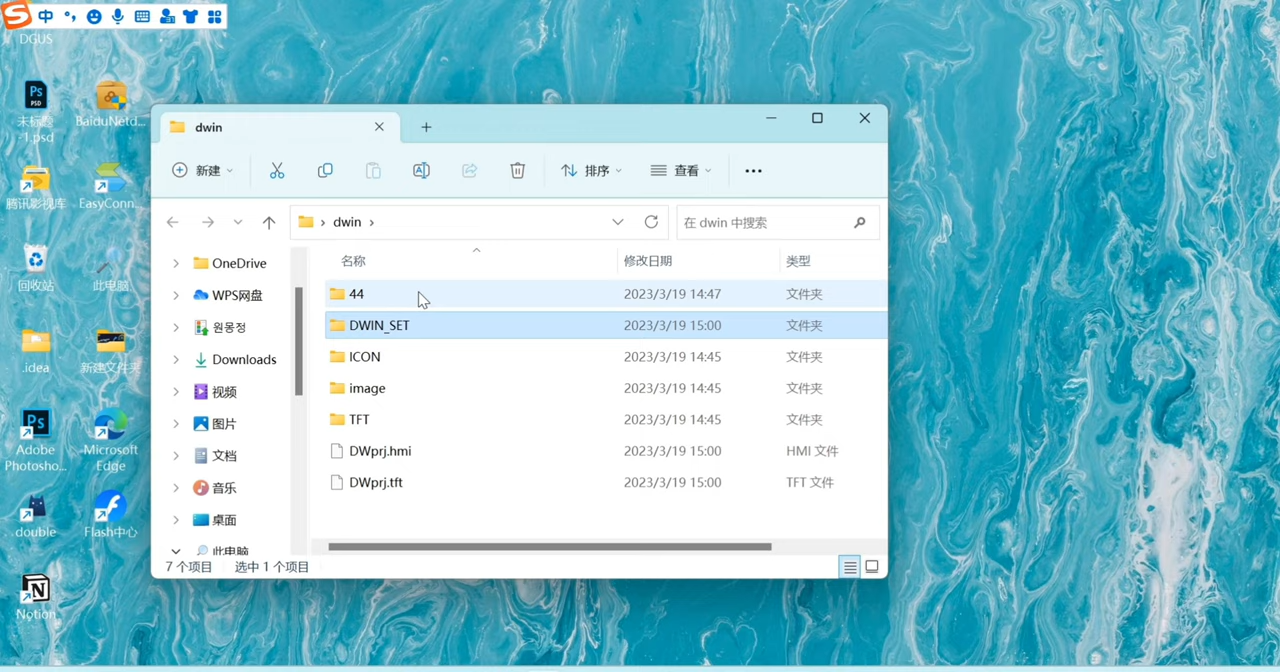 中
DGUS
Ps
PSD
未标题
-1.psd
BaiduNetd...
腾讯影视库
EasyConn...
回收站
此电脑
.idea
新建文件夹
Ps
Adobe
Photosho...
Microsoft
Edge
double
Flash中心
Notion
dwin
新建
排序
查看
dwin
在 dwin 中搜索
OneDrive
WPS网盘
원몽정
Downloads
视频
图片
文档
音乐
桌面
此电脑
名称
修改日期
类型
44
2023/3/19 14:47
文件夹
DWIN_SET
2023/3/19 15:00
文件夹
ICON
2023/3/19 14:45
文件夹
image
2023/3/19 14:45
文件夹
TFT
2023/3/19 14:45
文件夹
DWprj.hmi
2023/3/19 15:00
HMI 文件
DWprj.tft
2023/3/19 15:00
TFT 文件
7 个项目
选中 1 个项目